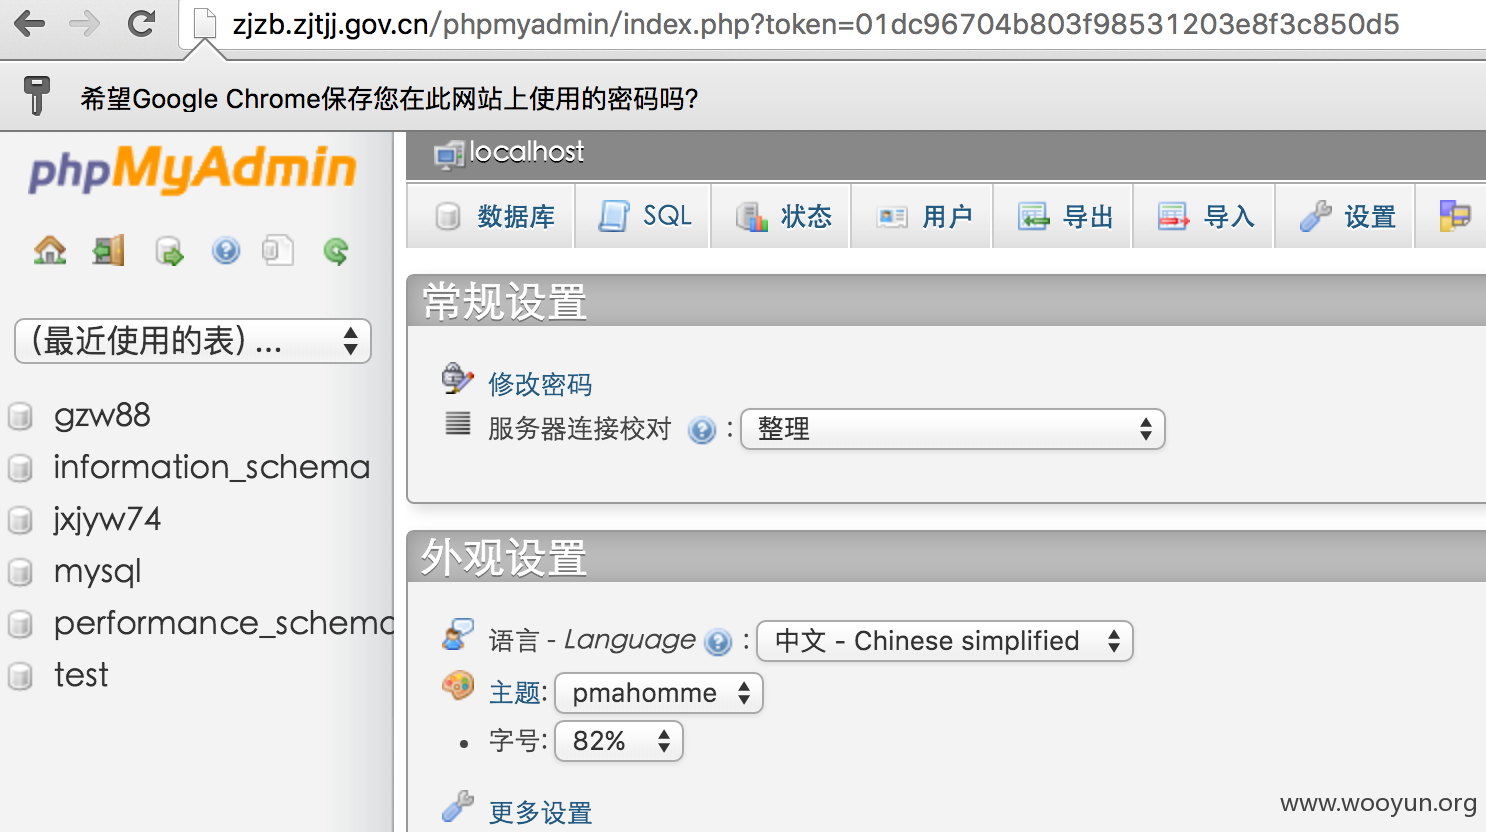 zjzb.zjtjj.gov.cn/phpmyadmin/index.php?token=01dc96704b803f98531203e8f3c850d5
希望Google Chrome保存您在此网站上使用的密码吗?
phpMyAdmin
localhost
数据库 SQL 状态 用户 导出 导入 设置
(最近使用的表) ...
gzw88
information_schema
jxjyw74
mysql
performance_schema
test
常规设置
修改密码
服务器连接校对 : 整理
外观设置
语言 - Language : 中文 - Chinese simplified
主题: pmahomme
字号: 82%
更多设置
www.wooyun.org